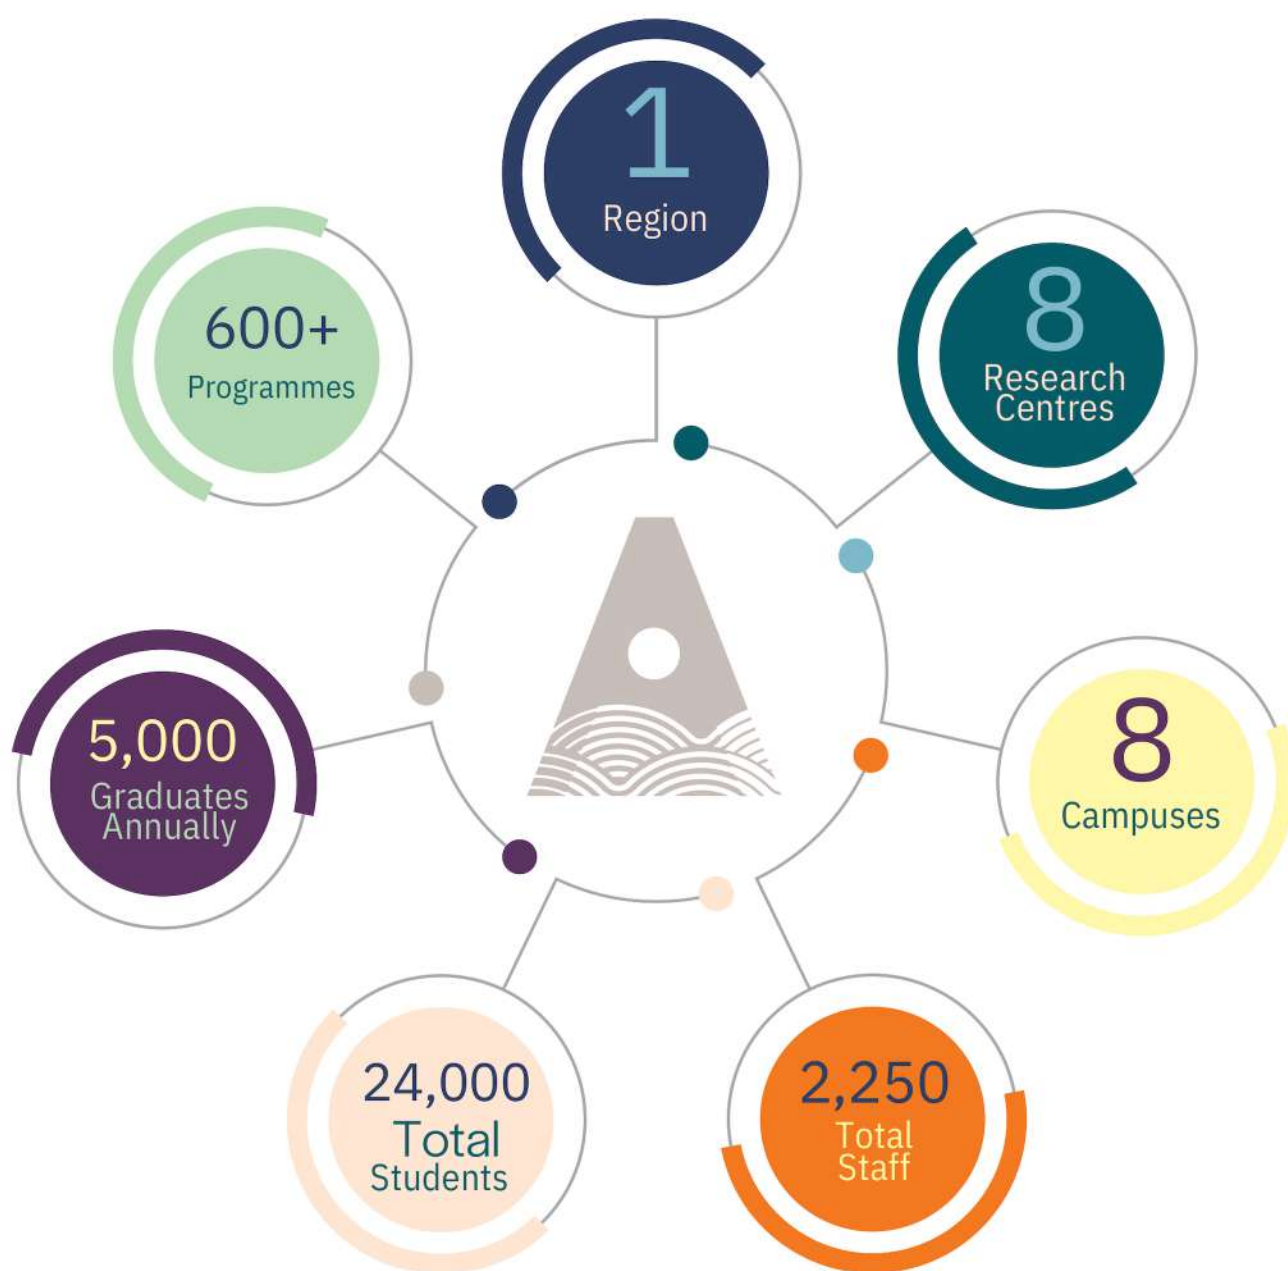 1
Region
8
Research
Centres
8
Campuses
2,250
Total
Staff
24,000
Total
Students
5,000
Graduates
Annually
600+
Programmes